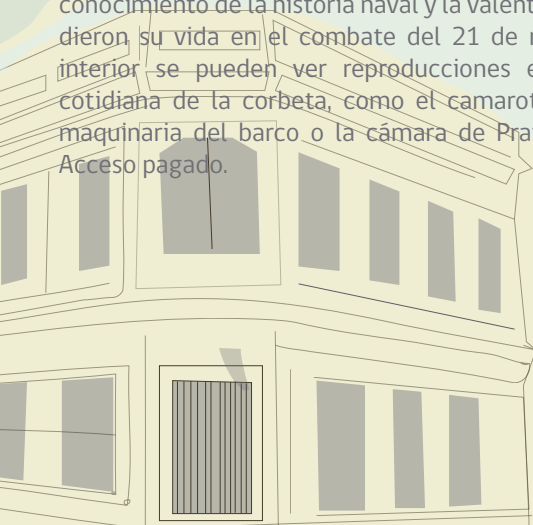 conocimiento de la historia naval y la valent
dieron su vida en el combate del 21 de
interior se pueden ver reproducciones
cotidiana de la corbeta, como el camarot
maquinaria del barco o la cámara de Pra
Acceso pagado.